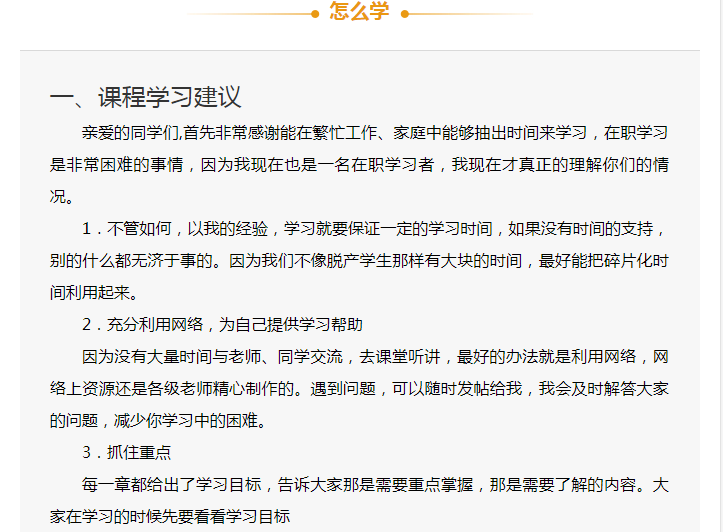 怎么学
一、课程学习建议
亲爱的同学们,首先非常感谢能在繁忙工作、家庭中能够抽出时间来学习，在职学习
是非常困难的事情，因为我现在也是一名在职学习者，我现在才真正的理解你们的情
况。
1．不管如何，以我的经验，学习就要保证一定的学习时间，如果没有时间的支持，
别的什么都无济于事的。因为我们不像脱产学生那样有大块的时间，最好能把碎片化时
间利用起来。
2．充分利用网络，为自己提供学习帮助
因为没有大量时间与老师、同学交流，去课堂听讲，最好的办法就是利用网络，网
络上资源还是各级老师精心制作的。遇到问题，可以随时发帖给我，我会及时解答大家
的问题，减少你学习中的困难。
3．抓住重点
每一章都给出了学习目标，告诉大家那是需要重点掌握，那是需要了解的内容。大
家在学习的时候先要看看学习目标